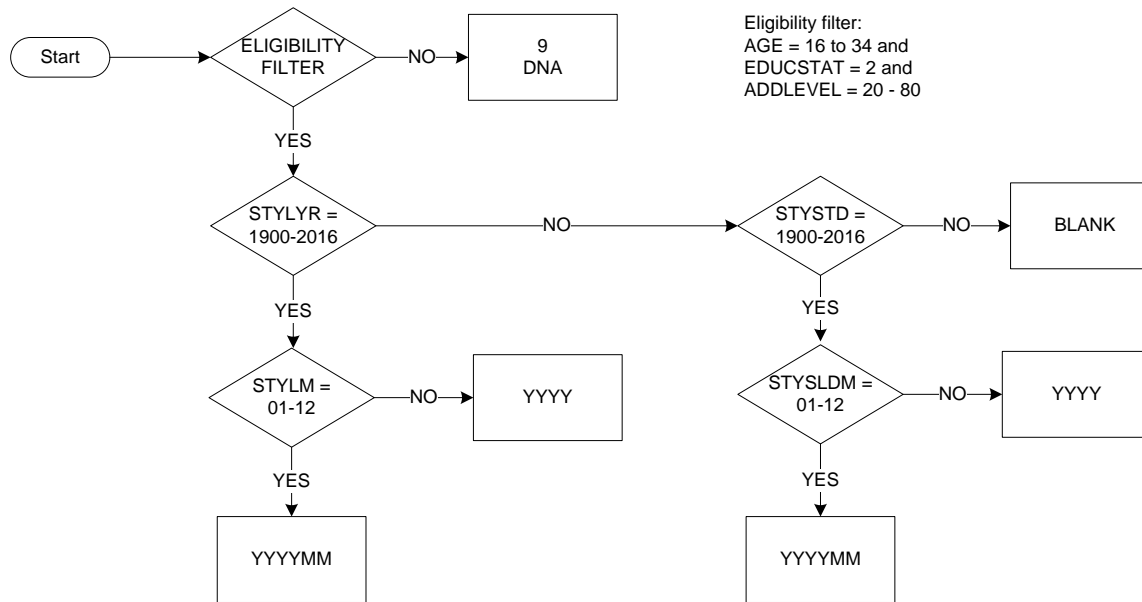 Start
ELIGIBILITY
FILTER
NO
9
DNA
Eligibility filter:
AGE = 16 to 34 and
EDUCSTAT = 2 and
ADDLEVEL = 20 - 80
YES
STYLYR =
1900-2016
NO
STYSTD =
1900-2016
NO
BLANK
YES
YES
STYLM =
01-12
NO
YYYY
STYSLDM =
01-12
NO
YYYY
YES
YES
YYYYMM
YYYYMM